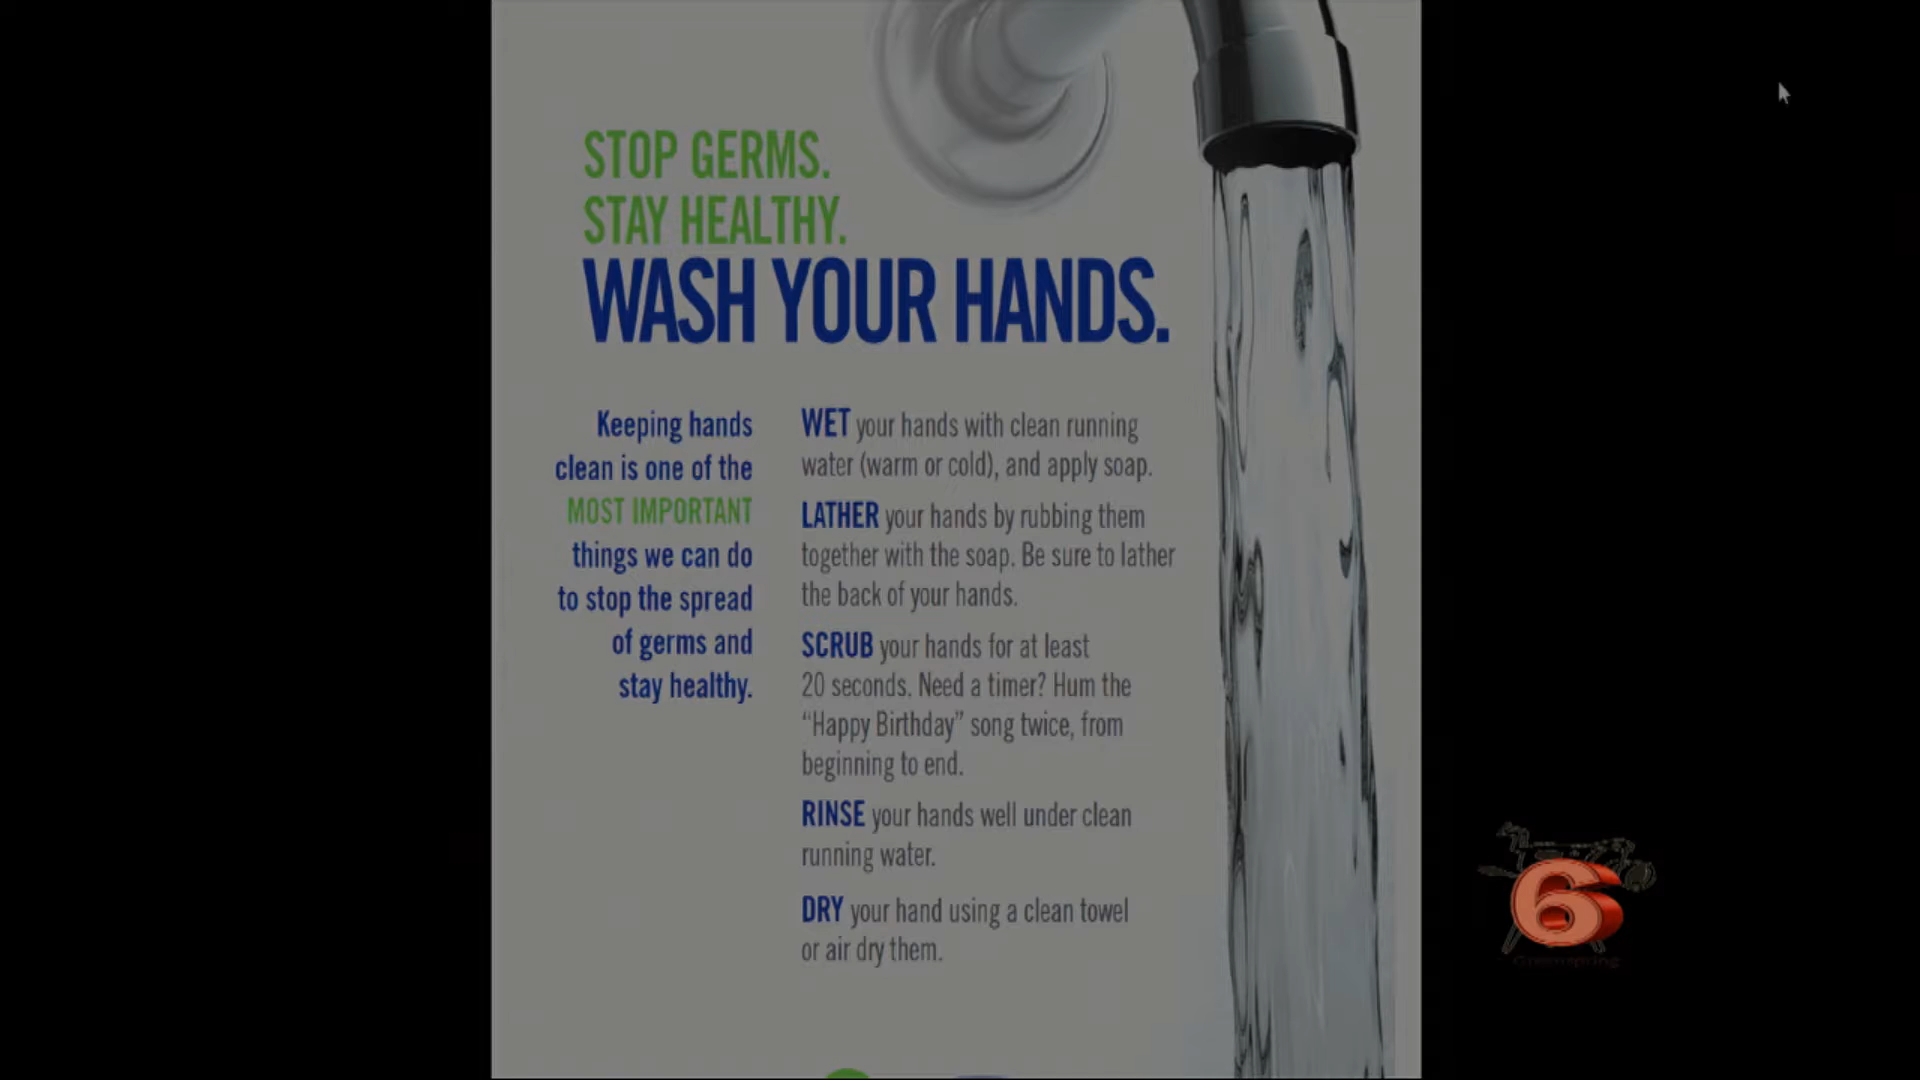 STOP GERMS.
STAY HEALTHY.
WASH YOUR HANDS.
Keeping hands
clean is one of the
MOST IMPORTANT
things we can do
to stop the spread
of germs and
stay healthy.
WET your hands with clean running
water (warm or cold), and apply soap.
LATHER your hands by rubbing them
together with the soap. Be sure to lather
the back of your hands.
SCRUB your hands for at least
20 seconds. Need a timer? Hum the
“Happy Birthday” song twice, from
beginning to end.
RINSE your hands well under clean
running water.
DRY your hand using a clean towel
or air dry them.
6
Greenspring